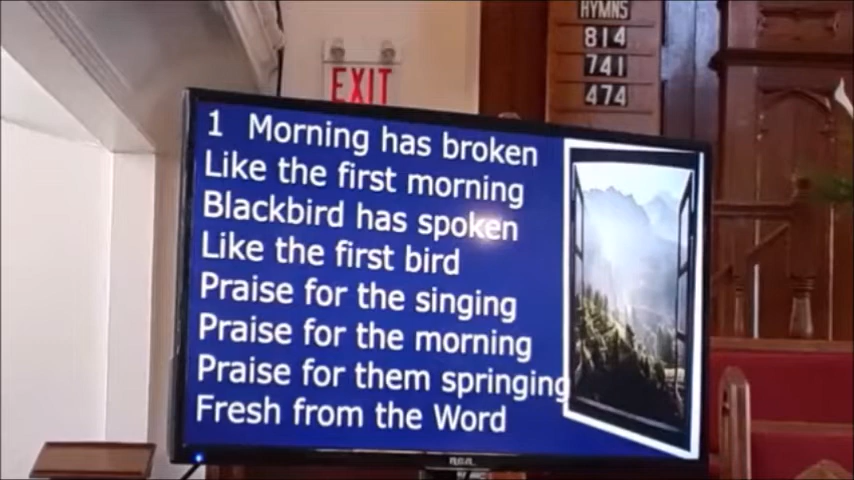 HYMNS
814
741
474
EXIT
1 Morning has broken
Like the first morning
Blackbird has spoken
Like the first bird
Praise for the singing
Praise for the morning
Praise for them springing
Fresh from the Word
RCA